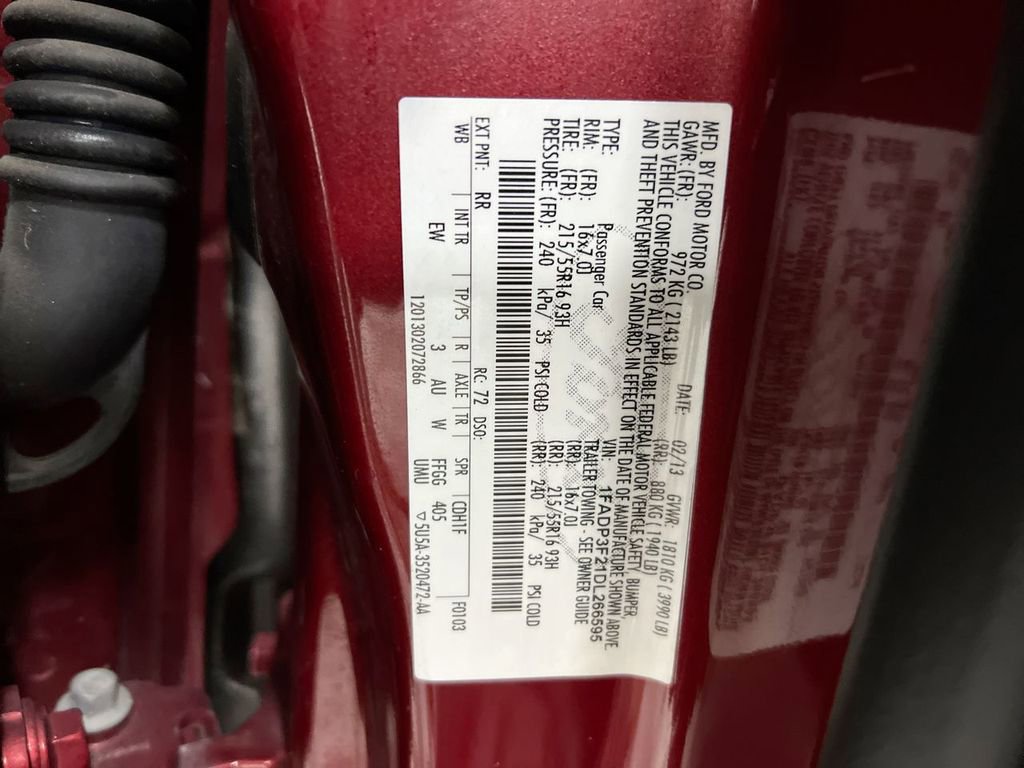 MFD. BY FORD MOTOR CO.
DATE: 02/13 GVWR: 1810 KG ( 3990 LB)
GAWR: (FR): 972 KG ( 2143 LB) (RR): 880 KG ( 1940 LB)
THIS VEHICLE CONFORMS TO ALL APPLICABLE FEDERAL MOTOR VEHICLE SAFETY, BUMPER,
AND THEFT PREVENTION STANDARDS IN EFFECT ON THE DATE OF MANUFACTURE SHOWN ABOVE.
VIN: 1FADP3F21DL266595
TYPE: Passenger Car TRAILER TOWING - SEE OWNER GUIDE
RIM: (FR): 16x7.0J (RR): 16x7.0J
TIRE: (FR): 215/55R16 93H (RR): 215/55R16 93H
PRESSURE: (FR): 240 kPa/ 35 PSI COLD (RR): 240 kPa/ 35 PSI COLD
EXT PNT: RR RC: 72 DSO: F0103
WB INT TR TP/PS R AXLE TR SPR CDH1F
EW 3 AU W FFGG 405
UMU ▽5U5A-3520472-AA
1201302072866